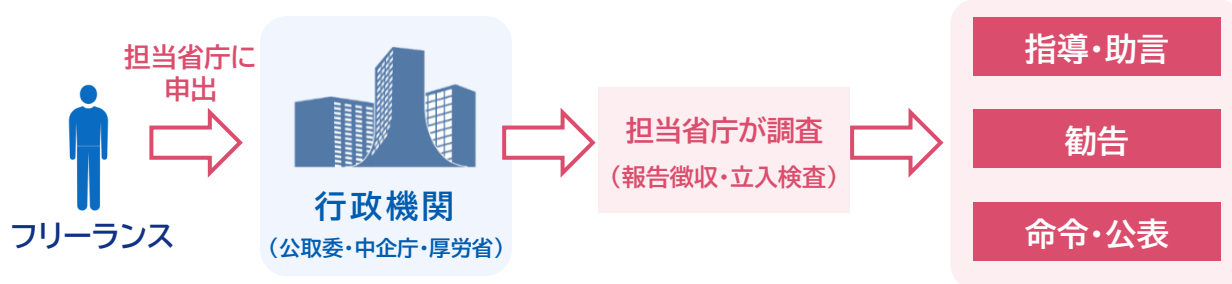 フリーランス
担当省庁に
申出
行政機関
（公取委・中企庁・厚労省）
担当省庁が調査
（報告徴収・立入検査）
指導・助言
勧告
命令・公表